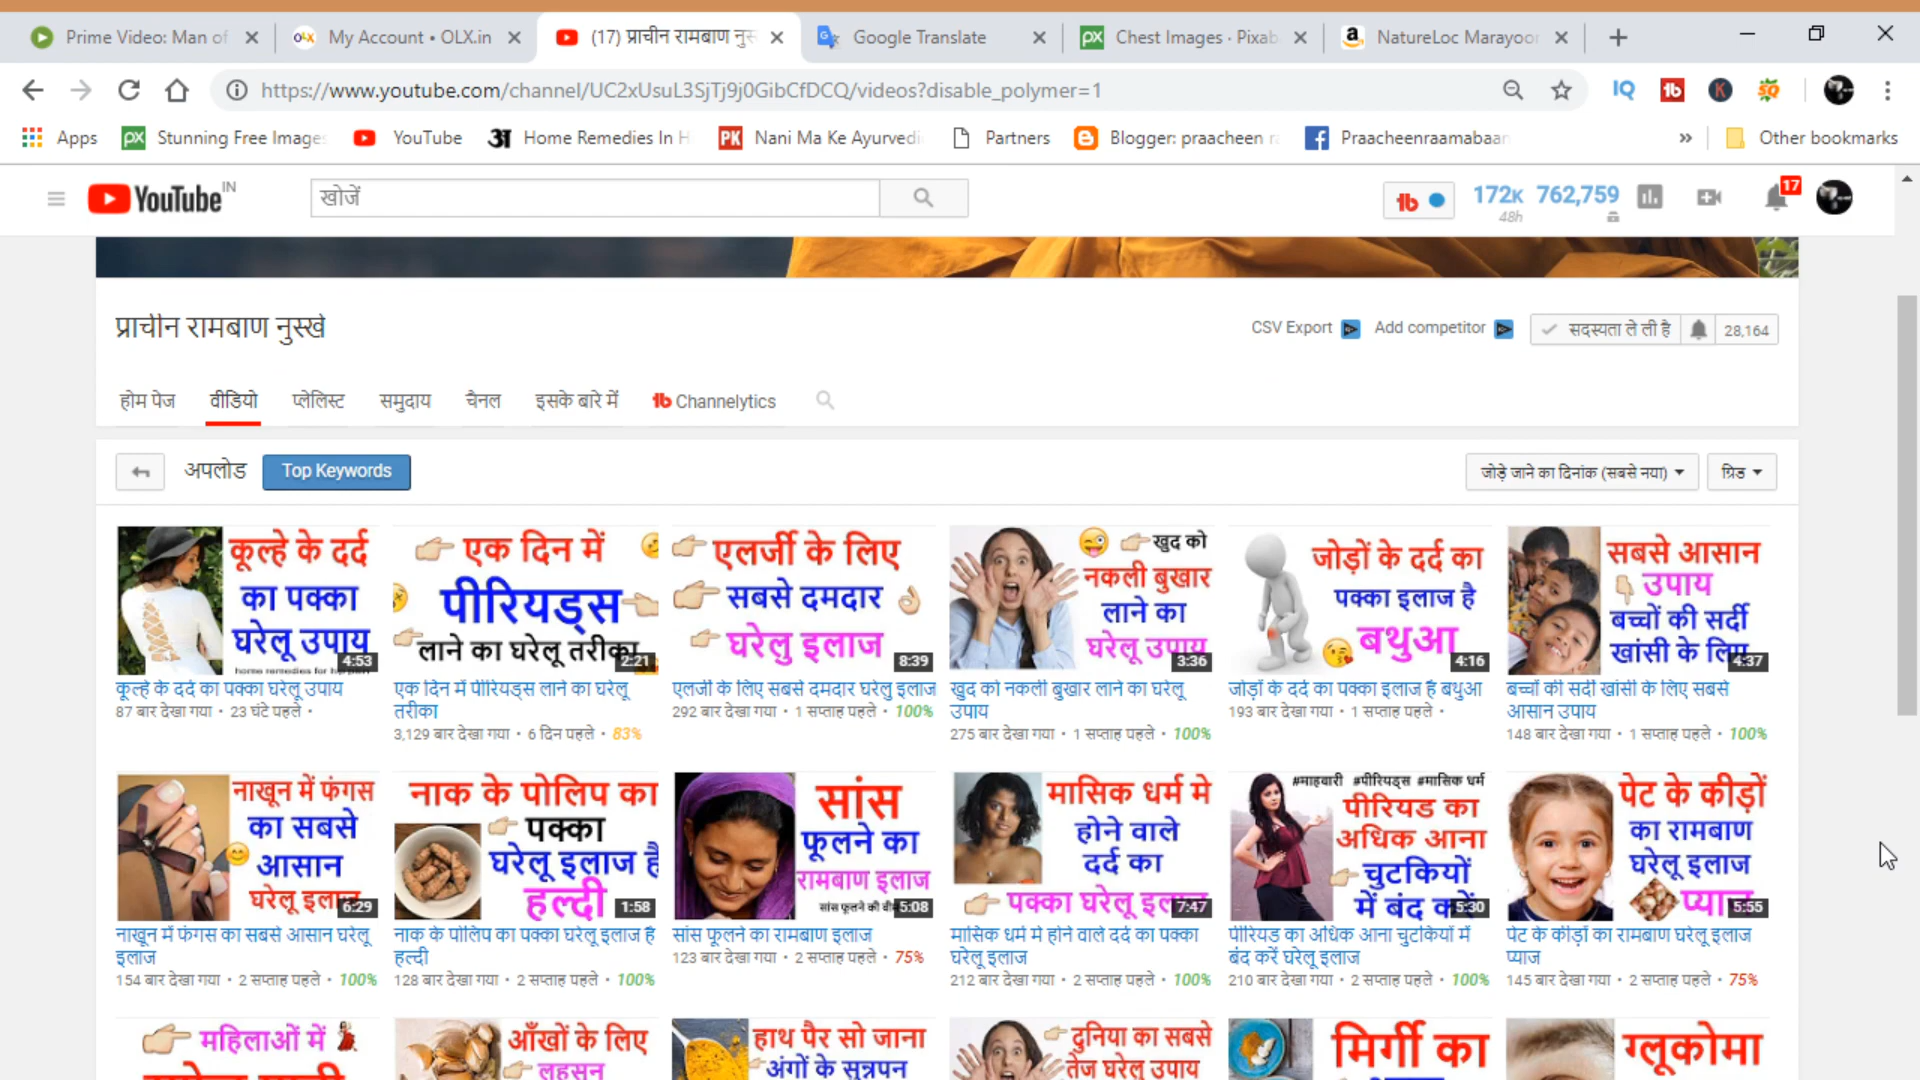 Prime Video: Man of
My Account • OLX.in
(17) प्राचीन रामबाण नुस्
Google Translate
Chest Images · Pixab
NatureLoc Marayoor
https://www.youtube.com/channel/UC2xUsuL3SjTj9j0GibCfDCQ/videos?disable_polymer=1
Apps
Stunning Free Images
YouTube
Home Remedies In H
Nani Ma Ke Ayurvedi
Partners
Blogger: praacheen ra
Praacheenraamabaan
Other bookmarks
YouTube IN
खोजें
172K 762,759
48h
17
प्राचीन रामबाण नुस्खे
CSV Export
Add competitor
सदस्यता ले ली है
28,164
होम पेज
वीडियो
प्लेलिस्ट
समुदाय
चैनल
इसके बारे में
Channelytics
अपलोड
Top Keywords
जोड़े जाने का दिनांक (सबसे नया)
ग्रिड
कूल्हे के दर्द
का पक्का
घरेलू उपाय
4:53
कूल्हे के दर्द का पक्का घरेलू उपाय
87 बार देखा गया • 23 घंटे पहले •
एक दिन में
पीरियड्स
लाने का घरेलू तरीका
2:21
एक दिन में पीरियड्स लाने का घरेलू
तरीका
3,129 बार देखा गया • 6 दिन पहले • 83%
एलर्जी के लिए
सबसे दमदार
घरेलु इलाज
8:39
एलर्जी के लिए सबसे दमदार घरेलु इलाज
292 बार देखा गया • 1 सप्ताह पहले • 100%
खुद को
नकली बुखार
लाने का
घरेलू उपाय
3:36
खुद को नकली बुखार लाने का घरेलू
उपाय
275 बार देखा गया • 1 सप्ताह पहले • 100%
जोड़ों के दर्द का
पक्का इलाज है
बथुआ
4:16
जोड़ों के दर्द का पक्का इलाज है बथुआ
193 बार देखा गया • 1 सप्ताह पहले •
सबसे आसान
उपाय
बच्चों की सर्दी
खांसी के लिए
4:37
बच्चों की सर्दी खांसी के लिए सबसे
आसान उपाय
148 बार देखा गया • 1 सप्ताह पहले • 100%
नाखून में फंगस
का सबसे
आसान
घरेलू इलाज
6:29
नाखून में फंगस का सबसे आसान घरेलू
इलाज
154 बार देखा गया • 2 सप्ताह पहले • 100%
नाक के पोलिप का
पक्का
घरेलू इलाज है
हल्दी
1:58
नाक के पोलिप का पक्का घरेलू इलाज है
हल्दी
128 बार देखा गया • 2 सप्ताह पहले • 100%
सांस
फूलने का
रामबाण इलाज
सांस फूलने की
5:08
सांस फूलने का रामबाण इलाज
123 बार देखा गया • 2 सप्ताह पहले • 75%
मासिक धर्म मे
होने वाले
दर्द का
पक्का घरेलू इलाज
7:47
मासिक धर्म मे होने वाले दर्द का पक्का
घरेलू इलाज
212 बार देखा गया • 2 सप्ताह पहले • 100%
#माहवारी #पीरियड्स #मासिक धर्म
पीरियड का
अधिक आना
चुटकियों
में बंद करें
5:30
पीरियड का अधिक आना चुटकियों में
बंद करें घरेलू इलाज
210 बार देखा गया • 2 सप्ताह पहले • 100%
पेट के कीड़ों
का रामबाण
घरेलू इलाज
प्याज
5:55
पेट के कीड़ों का रामबाण घरेलू इलाज
प्याज
145 बार देखा गया • 2 सप्ताह पहले • 75%
महिलाओं में
आँखों के लिए
लहसुन
हाथ पैर सो जाना
अंगों के सुन्नपन
दुनिया का सबसे
तेज घरेलू उपाय
मिर्गी का
ग्लूकोमा